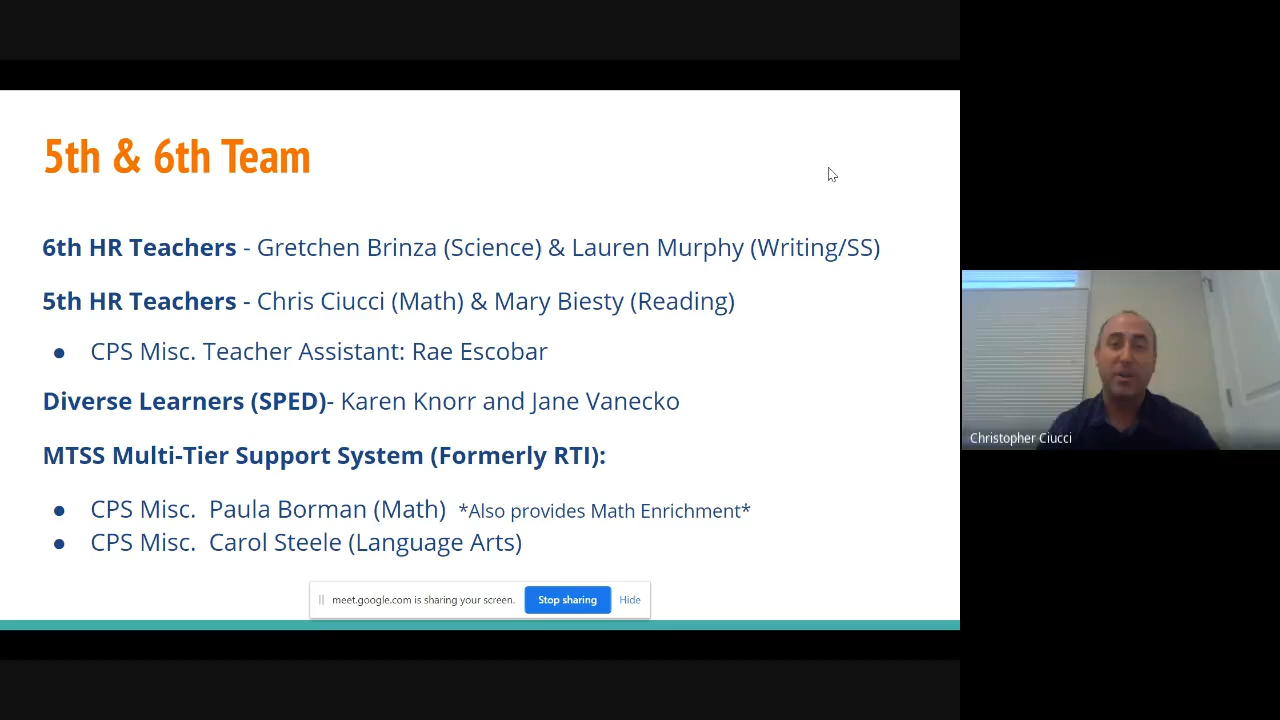 5th & 6th Team
6th HR Teachers - Gretchen Brinza (Science) & Lauren Murphy (Writing/SS)
5th HR Teachers - Chris Ciucci (Math) & Mary Biesty (Reading)
● CPS Misc. Teacher Assistant: Rae Escobar
Diverse Learners (SPED)- Karen Knorr and Jane Vanecko
MTSS Multi-Tier Support System (Formerly RTI):
● CPS Misc.  Paula Borman (Math)  *Also provides Math Enrichment*
● CPS Misc.  Carol Steele (Language Arts)
meet.google.com is sharing your screen. Stop sharing Hide
Christopher Ciucci